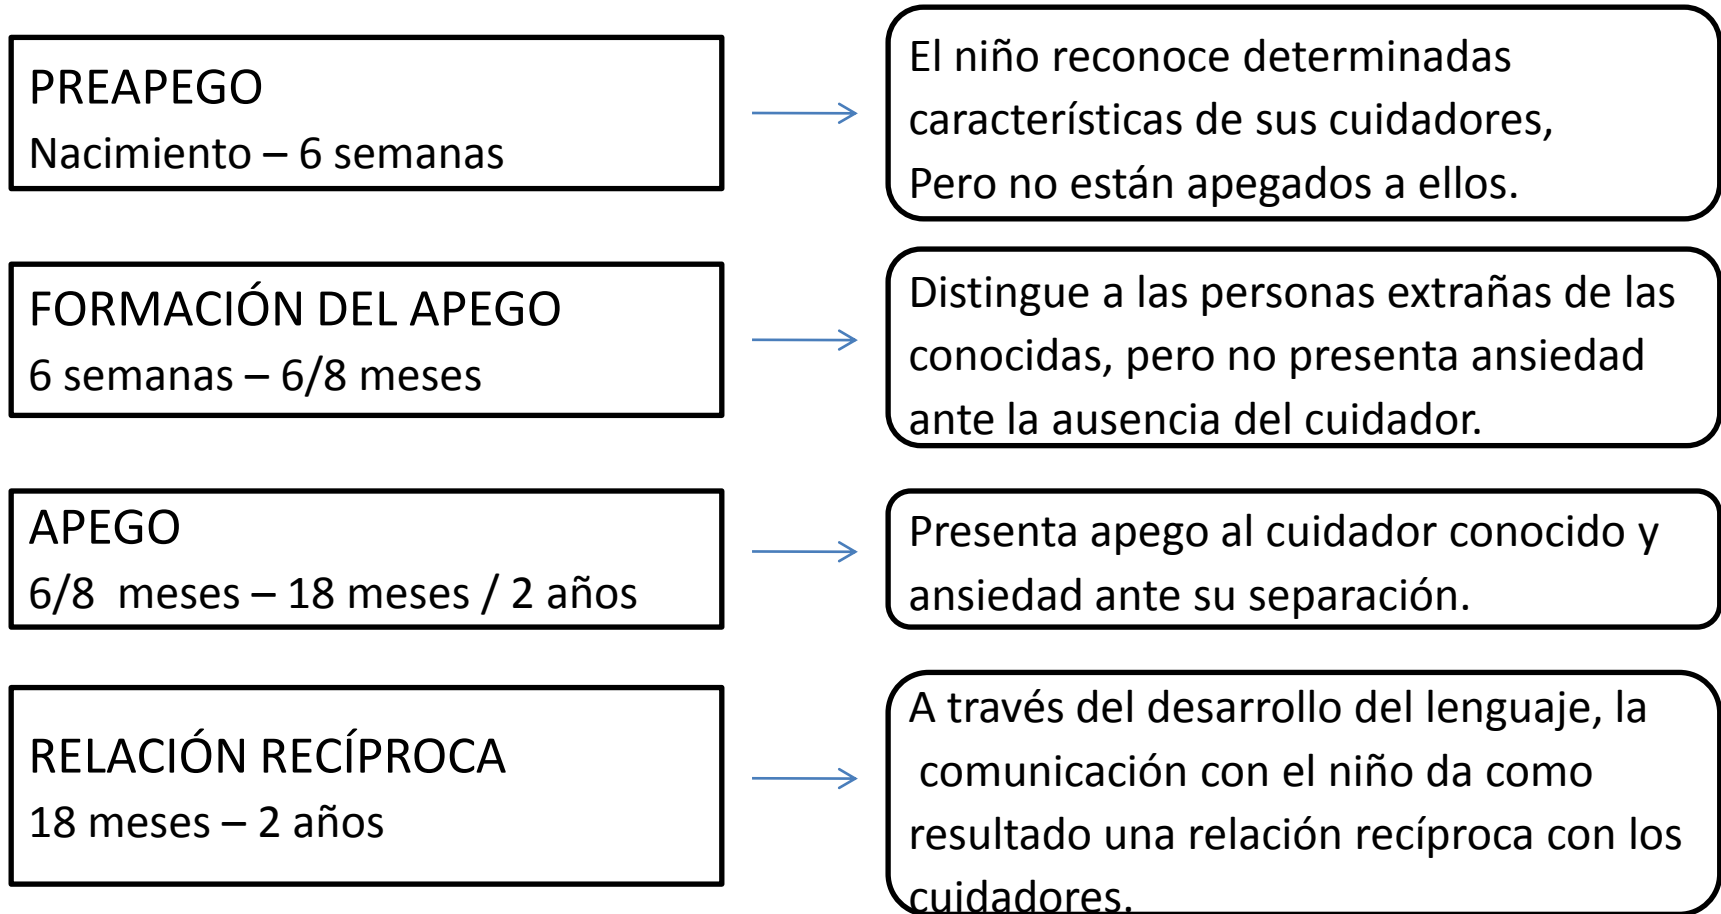 PREAPEGO
Nacimiento – 6 semanas
El niño reconoce determinadas
características de sus cuidadores,
Pero no están apegados a ellos.
FORMACIÓN DEL APEGO
6 semanas – 6/8 meses
Distingue a las personas extrañas de las
conocidas, pero no presenta ansiedad
ante la ausencia del cuidador.
APEGO
6/8  meses – 18 meses / 2 años
Presenta apego al cuidador conocido y
ansiedad ante su separación.
RELACIÓN RECÍPROCA
18 meses – 2 años
A través del desarrollo del lenguaje, la
comunicación con el niño da como
resultado una relación recíproca con los
cuidadores.